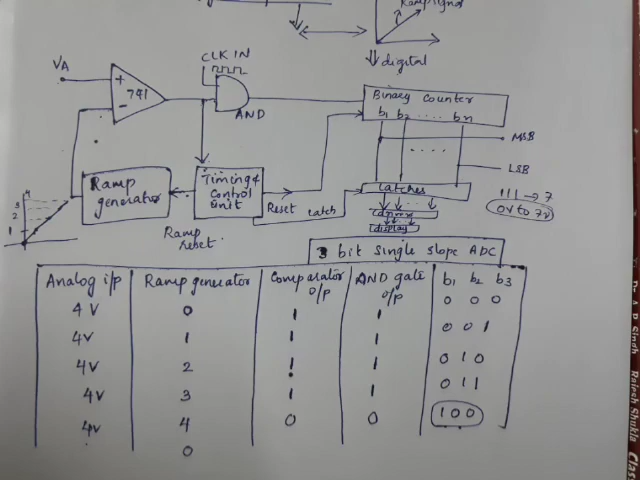 Ramp signal
digital
CLK IN
VA
+
741
-
AND
Binary Counter
b1 b2 .... bn
MSB
.....
LSB
Latches
Ramp generator
Timing & Control unit
Reset
Latch
Ramp reset
4
3
2
1
display
111 → 7
0V to 7V
3 bit single slope ADC
Analog i/p Ramp generator Comparator o/p AND gate o/p b1 b2 b3
4V 0 1 1 0 0 0
4V 1 1 1 0 0 1
4V 2 1 1 0 1 0
4V 3 1 1 0 1 1
4V 4 0 0 1 0 0
0
Rajesh Shukla